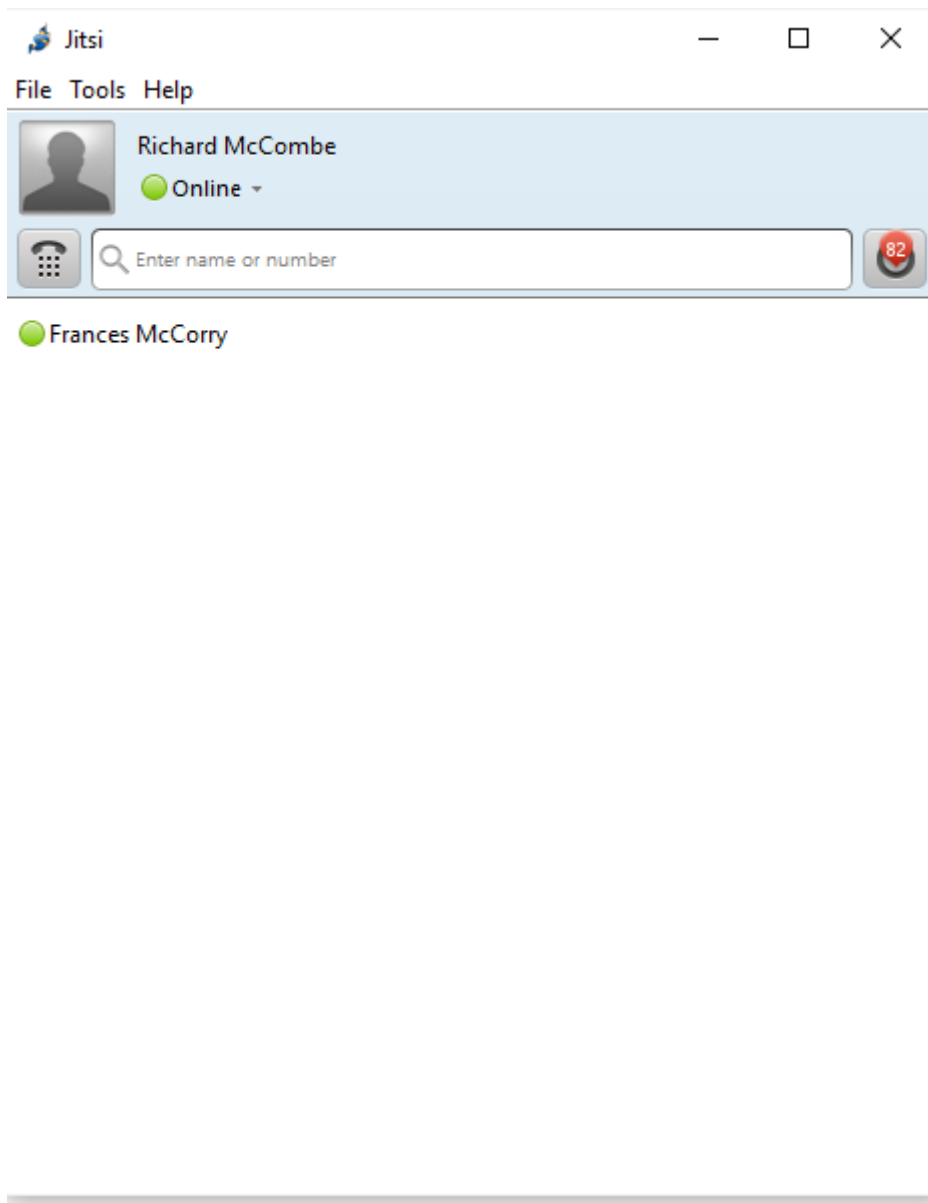 Jitsi
File Tools Help
Richard McCombe
Online
Enter name or number
82
Frances McCorry